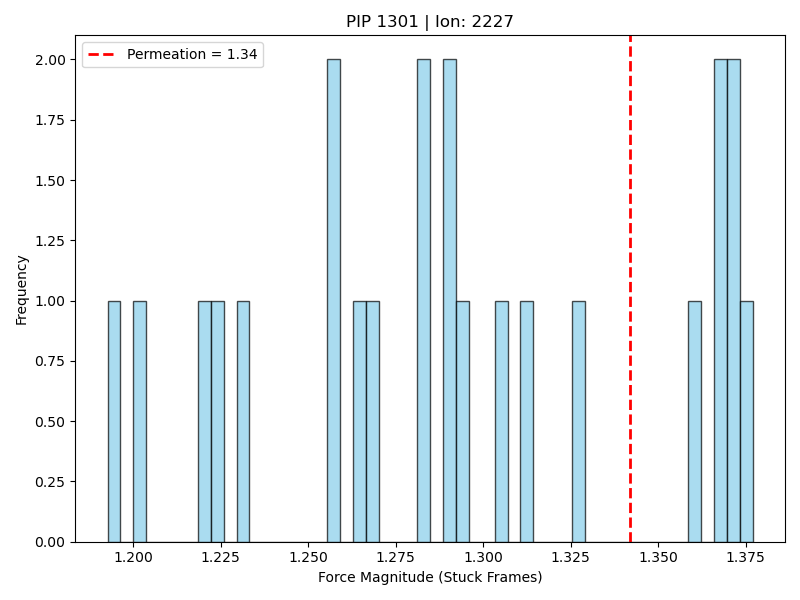 PIP 1301 | Ion: 2227
Permeation = 1.34
2.00
1.75
1.50
1.25
1.00
0.75
0.50
0.25
0.00
Frequency
1.200 1.225 1.250 1.275 1.300 1.325 1.350 1.375
Force Magnitude (Stuck Frames)